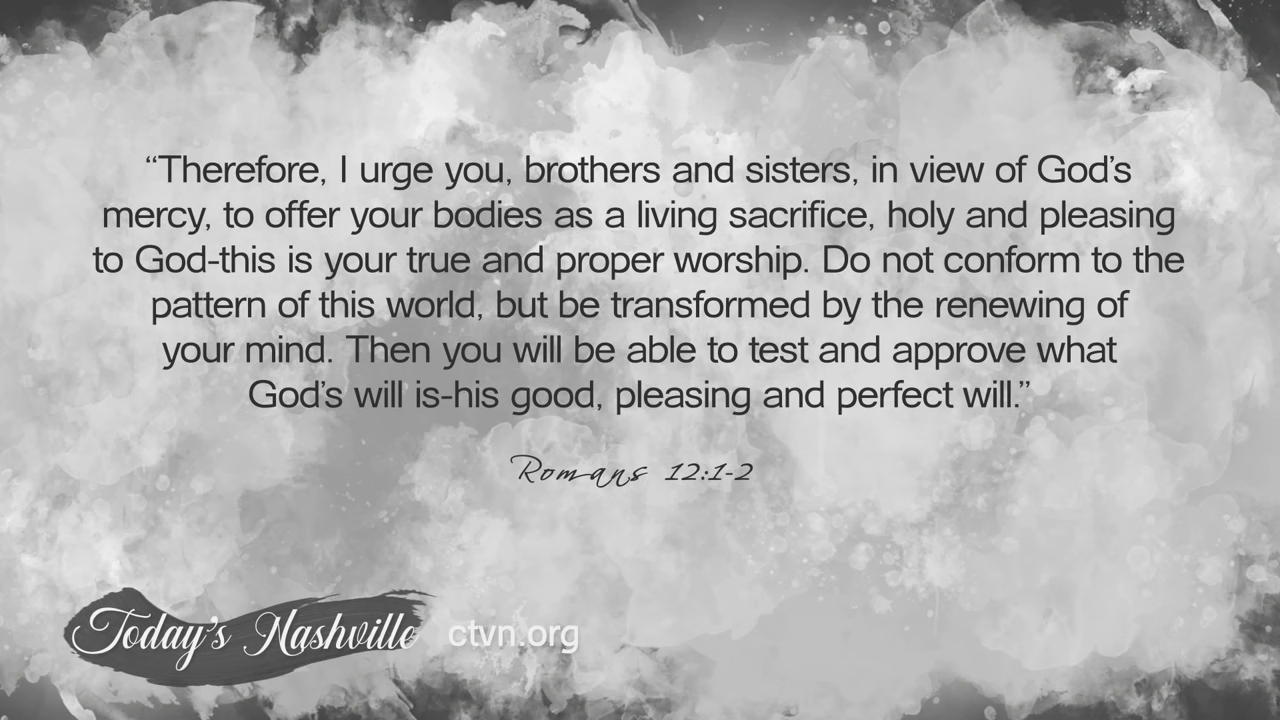 “Therefore, I urge you, brothers and sisters, in view of God’s
mercy, to offer your bodies as a living sacrifice, holy and pleasing
to God-this is your true and proper worship. Do not conform to the
pattern of this world, but be transformed by the renewing of
your mind. Then you will be able to test and approve what
God’s will is-his good, pleasing and perfect will.”
Romans 12:1-2
Today’s Nashville ctvn.org